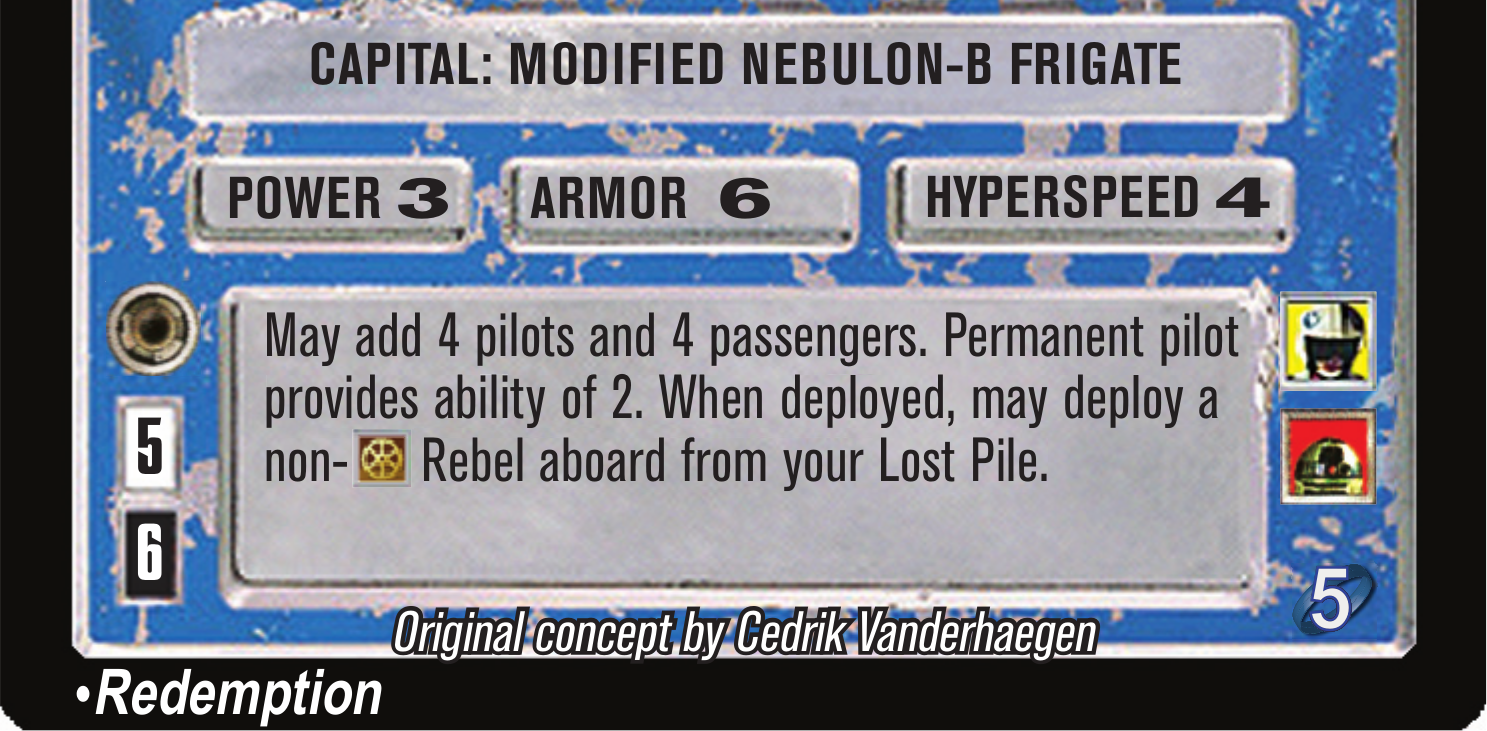 CAPITAL: MODIFIED NEBULON-B FRIGATE
POWER 3 ARMOR 6 HYPERSPEED 4
May add 4 pilots and 4 passengers. Permanent pilot
provides ability of 2. When deployed, may deploy a
non- Rebel aboard from your Lost Pile.
5
6
5
Original concept by Cedrik Vanderhaegen
•Redemption